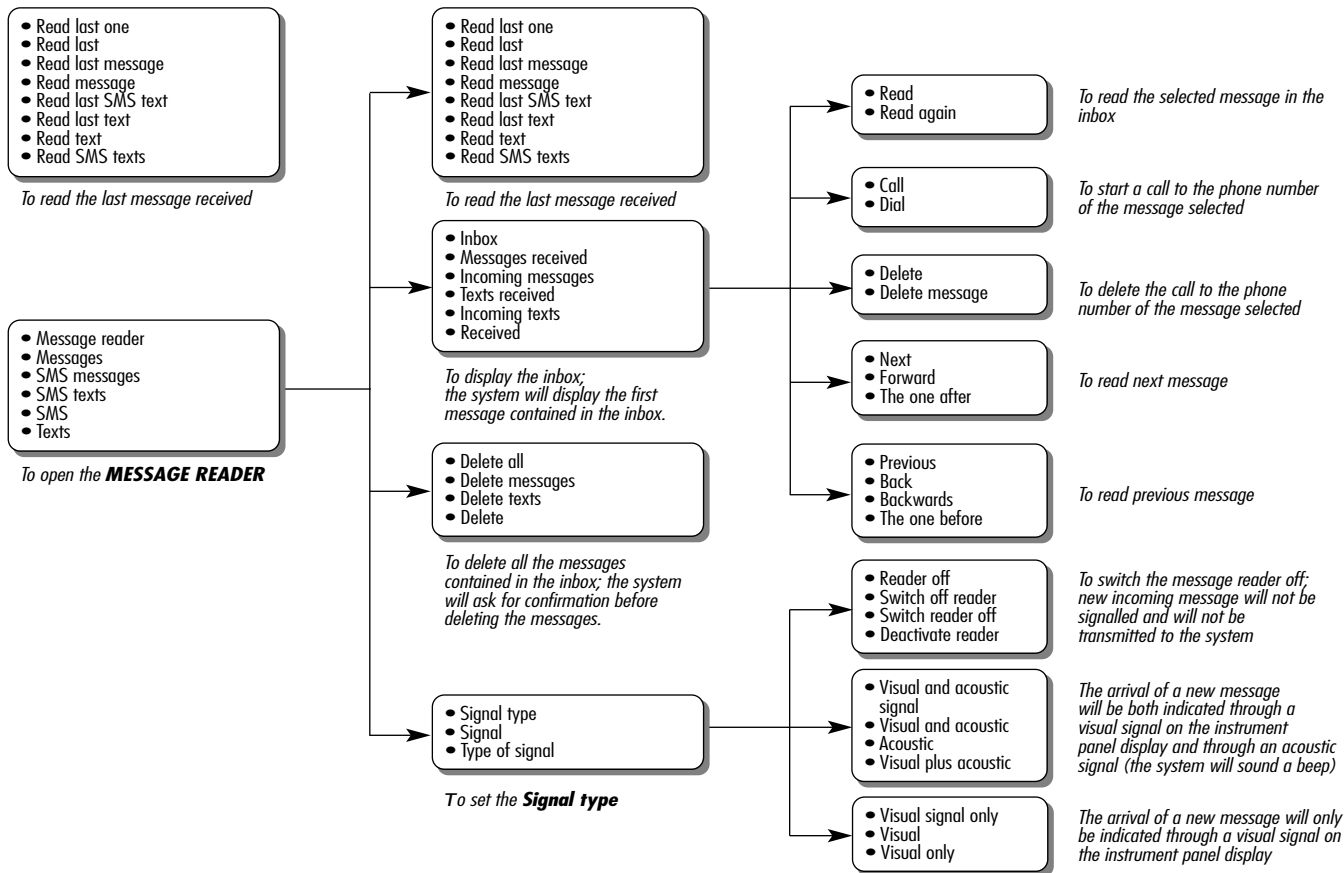 • Read last one
• Read last
• Read last message
• Read message
• Read last SMS text
• Read last text
• Read text
• Read SMS texts
To read the last message received
• Message reader
• Messages
• SMS messages
• SMS texts
• SMS
• Texts
To open the MESSAGE READER
• Read last one
• Read last
• Read last message
• Read message
• Read last SMS text
• Read last text
• Read text
• Read SMS texts
To read the last message received
• Inbox
• Messages received
• Incoming messages
• Texts received
• Incoming texts
• Received
To display the inbox;
the system will display the first
message contained in the inbox.
• Delete all
• Delete messages
• Delete texts
• Delete
To delete all the messages
contained in the inbox; the system
will ask for confirmation before
deleting the messages.
• Signal type
• Signal
• Type of signal
To set the Signal type
• Read
• Read again
To read the selected message in the
inbox
• Call
• Dial
To start a call to the phone number
of the message selected
• Delete
• Delete message
To delete the call to the phone
number of the message selected
• Next
• Forward
• The one after
To read next message
• Previous
• Back
• Backwards
• The one before
To read previous message
• Reader off
• Switch off reader
• Switch reader off
• Deactivate reader
To switch the message reader off;
new incoming message will not be
signalled and will not be
transmitted to the system
• Visual and acoustic
signal
• Visual and acoustic
• Acoustic
• Visual plus acoustic
The arrival of a new message
will be both indicated through a
visual signal on the instrument
panel display and through an acoustic
signal (the system will sound a beep)
• Visual signal only
• Visual
• Visual only
The arrival of a new message will only
be indicated through a visual signal on
the instrument panel display